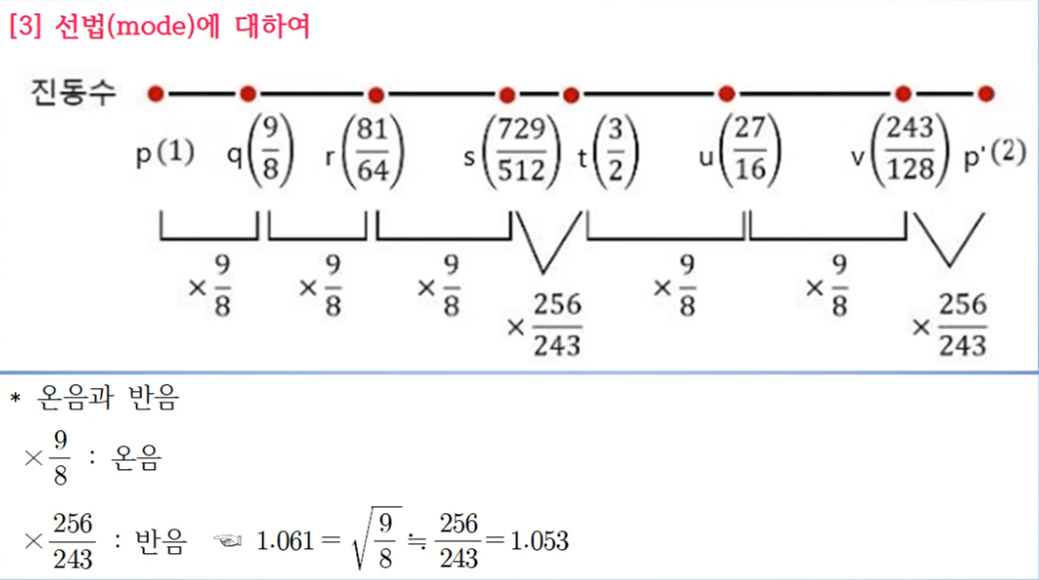 [3] 선법(mode)에 대하여
진동수
p(1) q(9/8) r(81/64) s(729/512) t(3/2) u(27/16) v(243/128) p'(2)
×9/8 ×9/8 ×9/8 ×256/243 ×9/8 ×9/8 ×256/243
* 온음과 반음
×9/8 : 온음
×256/243 : 반음 ☜ 1.061 = √(9/8) ≒ 256/243 = 1.053